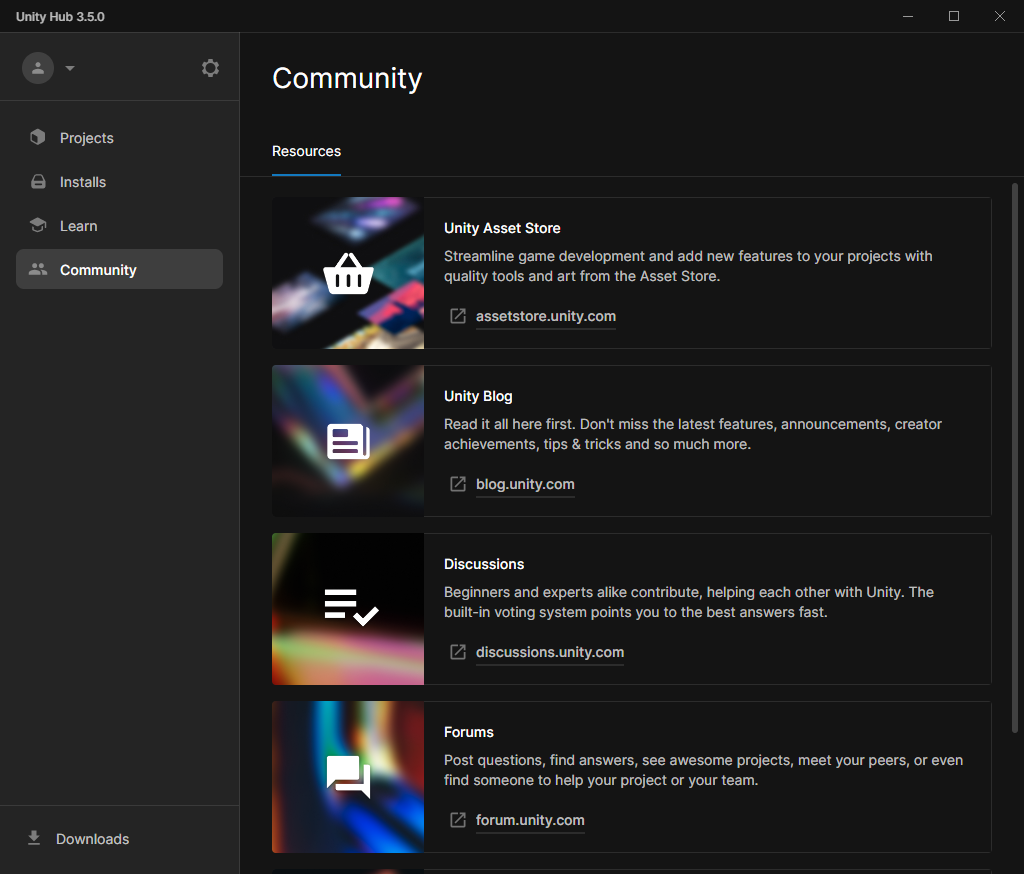 Unity Hub 3.5.0
Projects
Installs
Learn
Community
Downloads
Community
Resources
Unity Asset Store
Streamline game development and add new features to your projects with
quality tools and art from the Asset Store.
assetstore.unity.com
Unity Blog
Read it all here first. Don't miss the latest features, announcements, creator
achievements, tips & tricks and so much more.
blog.unity.com
Discussions
Beginners and experts alike contribute, helping each other with Unity. The
built-in voting system points you to the best answers fast.
discussions.unity.com
Forums
Post questions, find answers, see awesome projects, meet your peers, or even
find someone to help your project or your team.
forum.unity.com